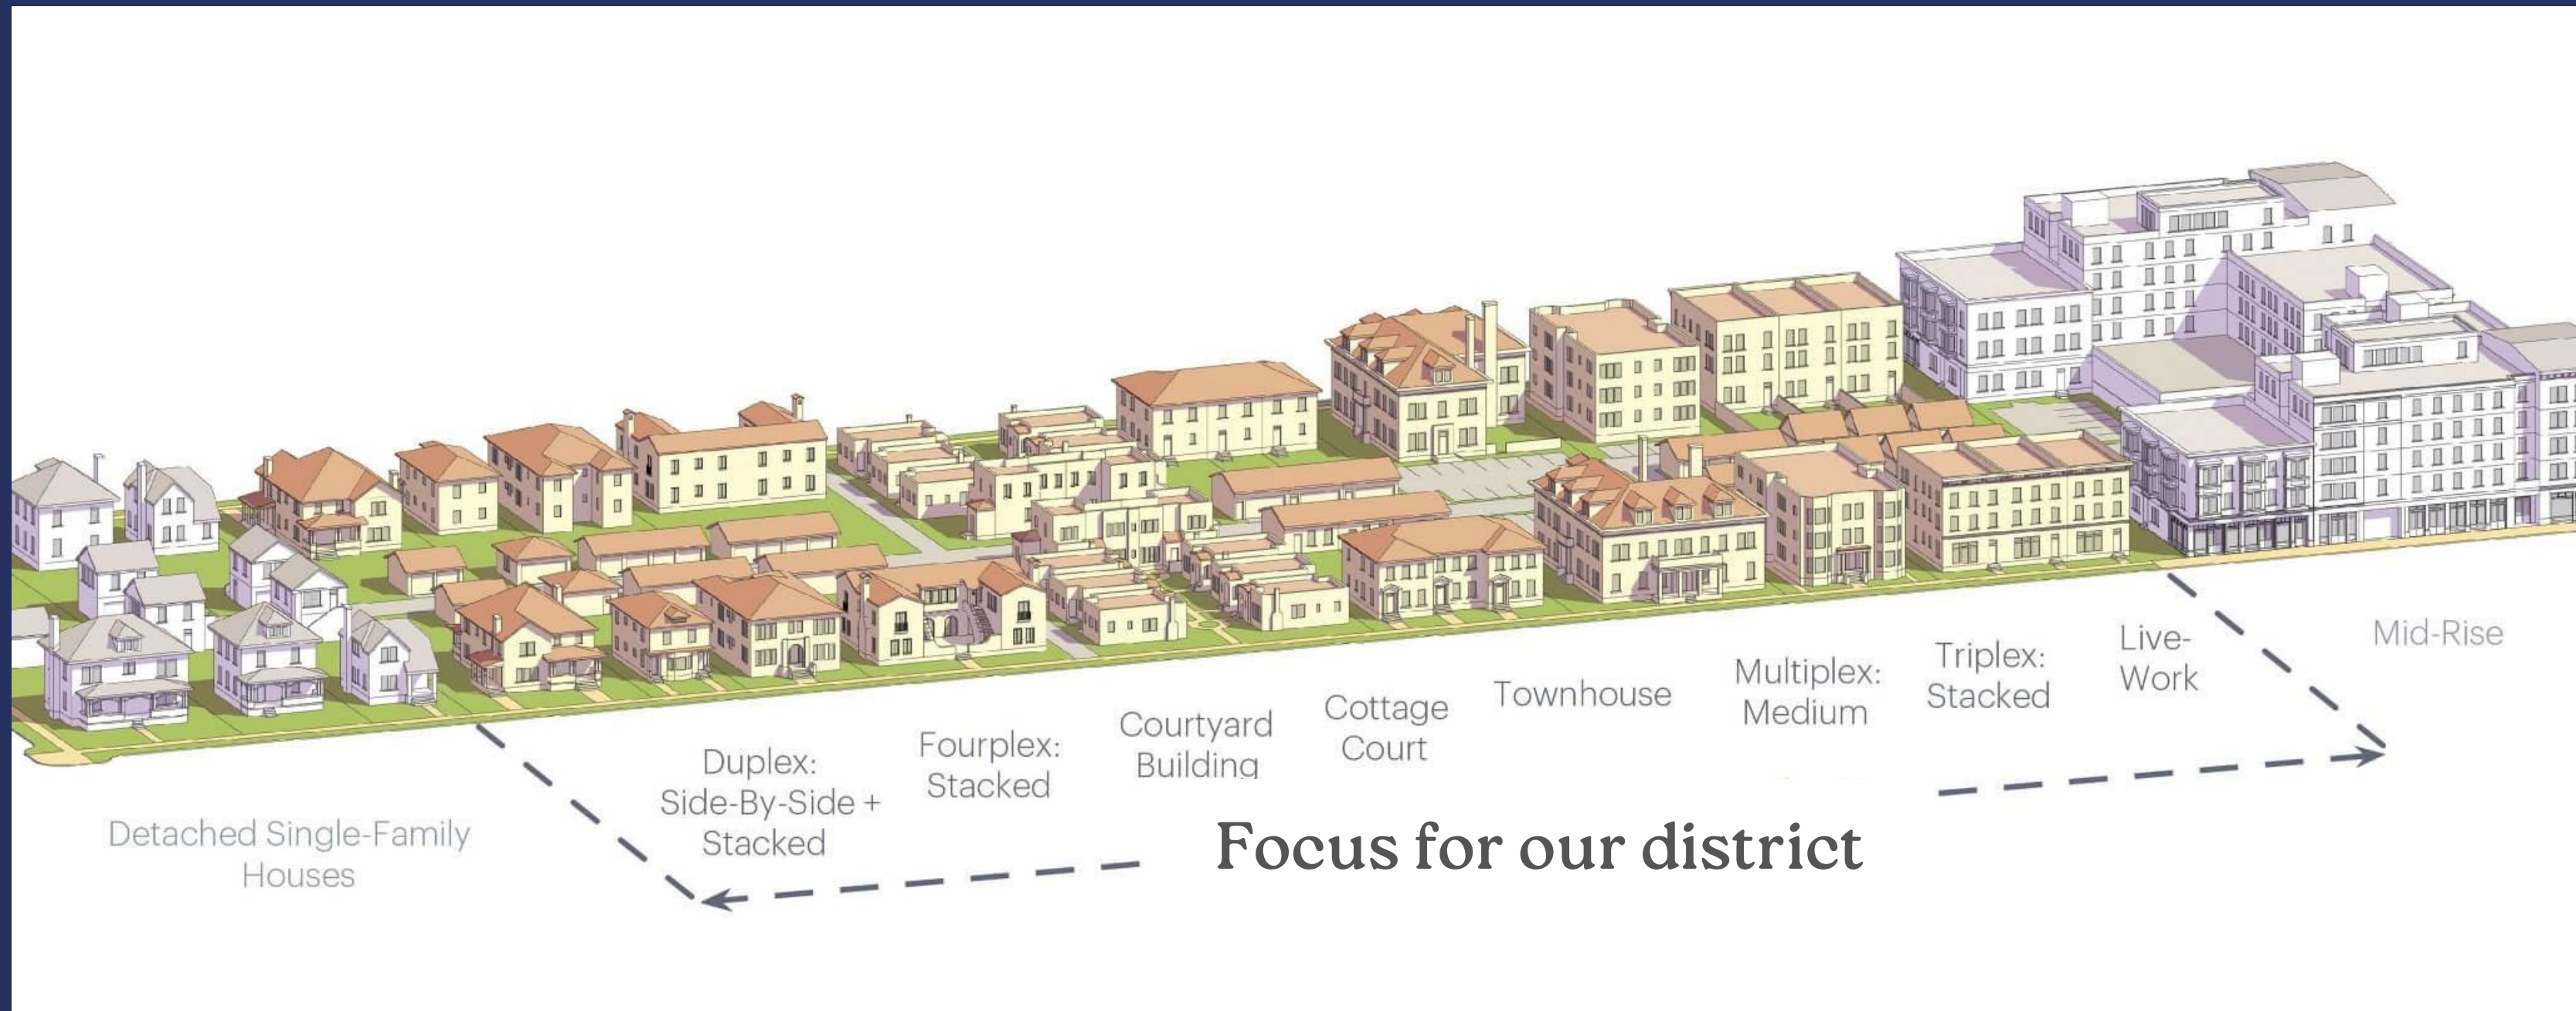 Detached Single-Family
Houses
Duplex:
Side-By-Side +
Stacked
Fourplex:
Stacked
Courtyard
Building
Cottage
Court
Townhouse
Multiplex:
Medium
Triplex:
Stacked
Live-
Work
Mid-Rise
Focus for our district